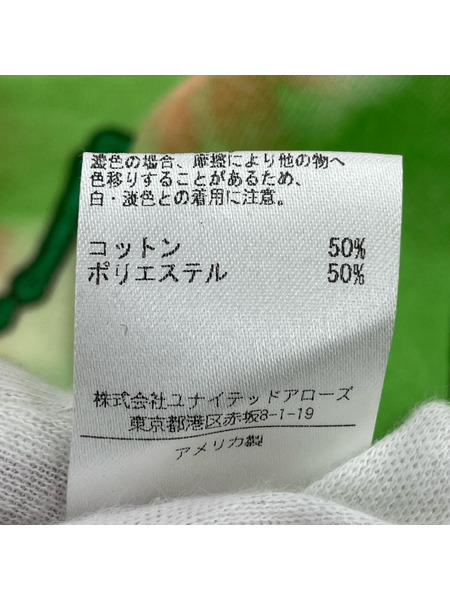 濃色の場合、摩擦により他の物へ
色移りすることがあるため、
白・淡色との着用に注意。
コットン 50%
ポリエステル 50%
株式会社ユナイテッドアローズ
東京都港区赤坂8-1-19
アメリカ製